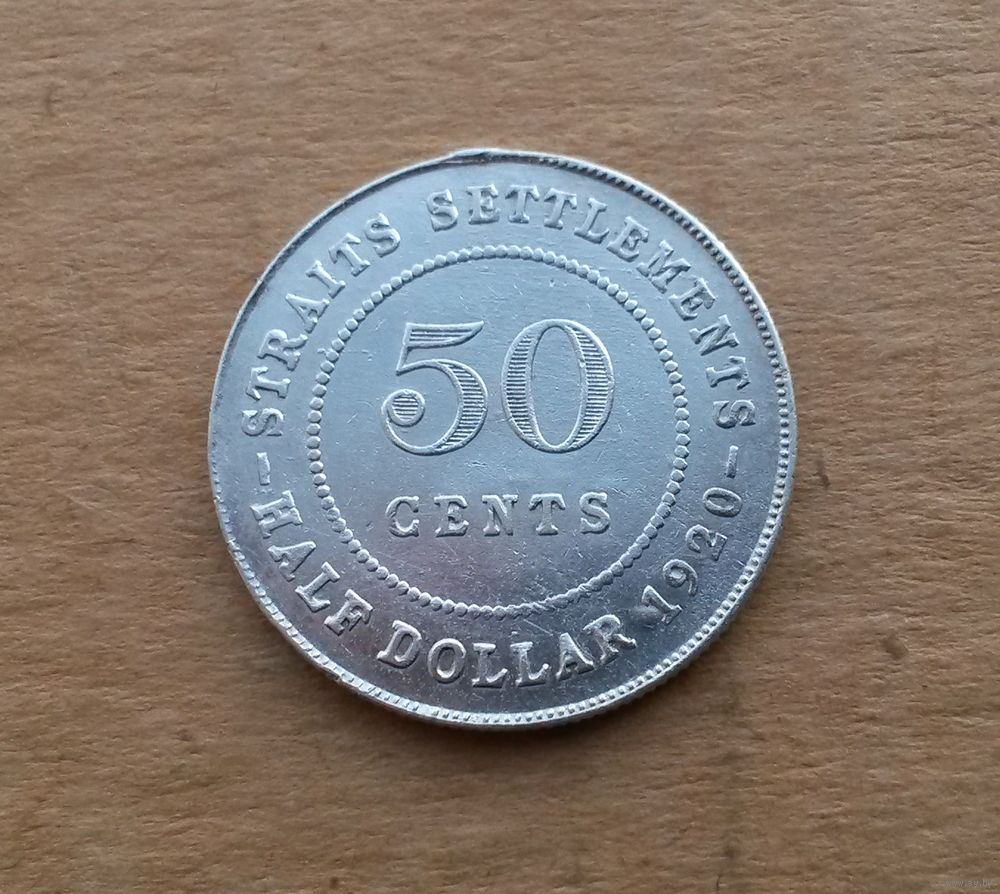 STRAITS SETTLEMENTS
50
CENTS
HALF DOLLAR 1920